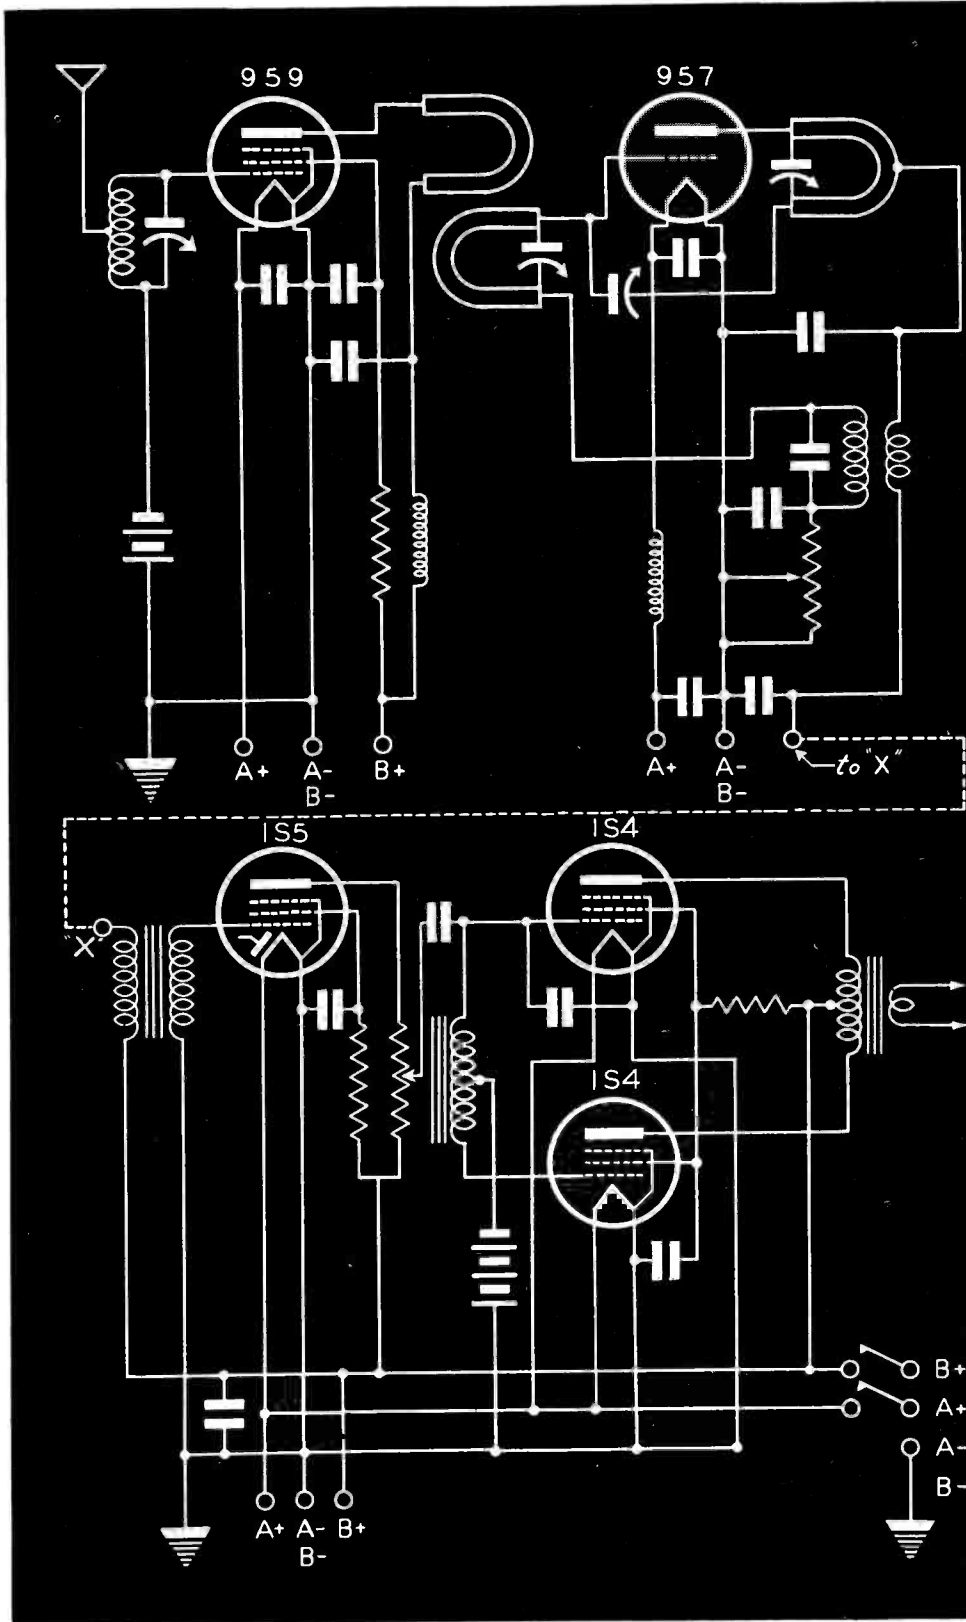 959
957
A+
A-
B-
B+
A+
A-
B-
to "X"
1S5
1S4
"X"
1S4
B+
A+
A-
B-
A+
A-
B+
B-